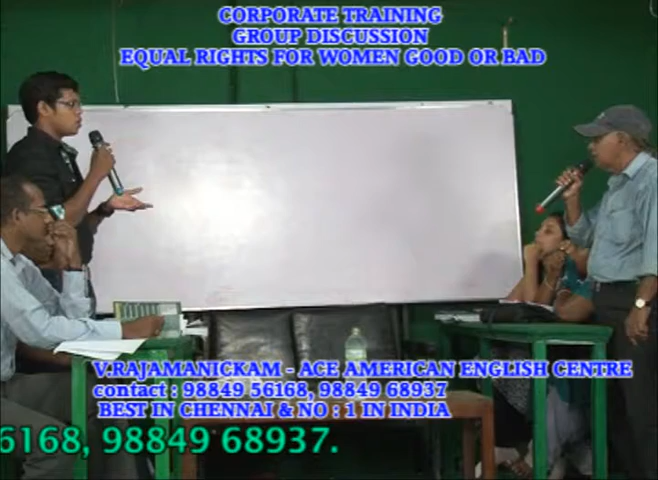 CORPORATE TRAINING
GROUP DISCUSSION
EQUAL RIGHTS FOR WOMEN GOOD OR BAD
V.RAJAMANICKAM - ACE AMERICAN ENGLISH CENTRE
contact : 98849 56168, 98849 68937
BEST IN CHENNAI & NO : 1 IN INDIA
6168, 98849 68937.